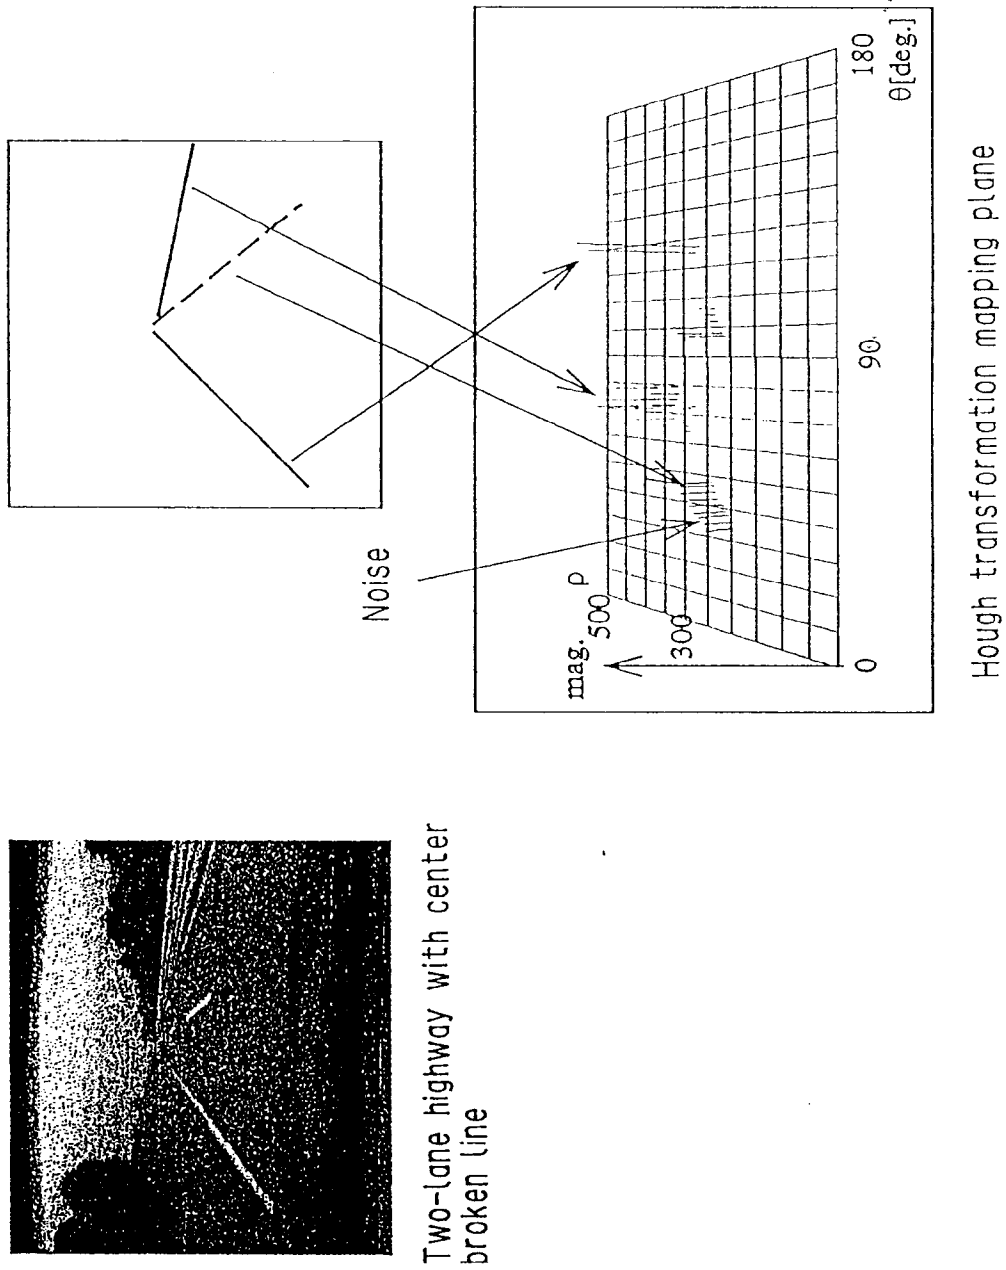 Two-lane highway with center
broken line
Noise
mag.
500
ρ
300
0
90
180
θ[deg.]
Hough transformation mapping plane